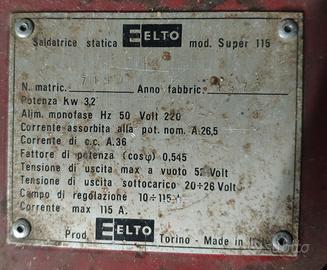 Saldatrice statica ELTO mod. Super 115
N. matric. Anno fabbric.
Potenza Kw 3,2
Alim. monofase Hz 50 Volt 220
Corrente assorbita alla pot. nom. A 26,5
Corrente di c.c. A.36
Fattore di potenza (cosφ) 0,545
Tensione di uscita max a vuoto 52 Volt
Tensione di uscita sottocarico 20÷26 Volt
Campo di regolazione 10÷115 A
Corrente max 115 A.
Prod. ELTO Torino - Made in Italy
subito